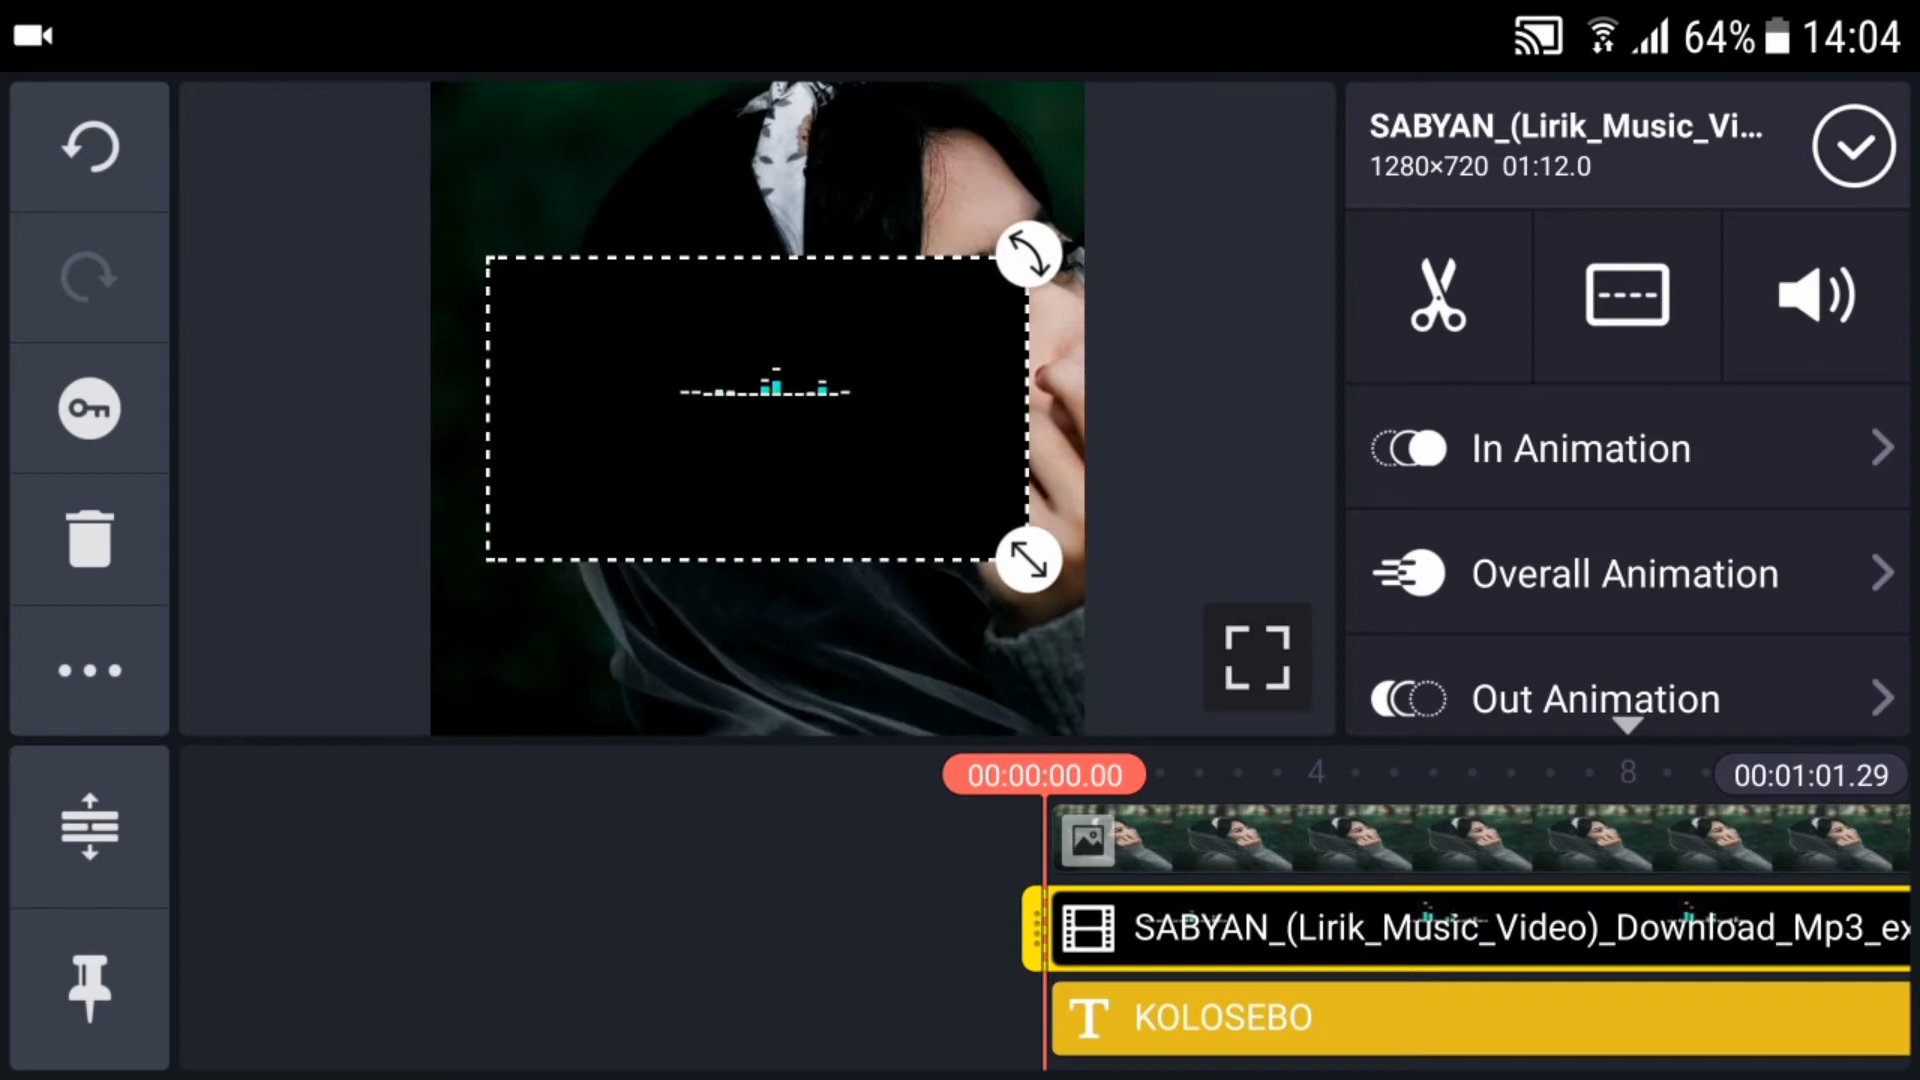 64% 14:04
SABYAN_(Lirik_Music_Vi...
1280×720 01:12.0
In Animation
Overall Animation
Out Animation
00:00:00.00 4 8 00:01:01.29
SABYAN_(Lirik_Music_Video)_Download_Mp3_ex
T KOLOSEBO